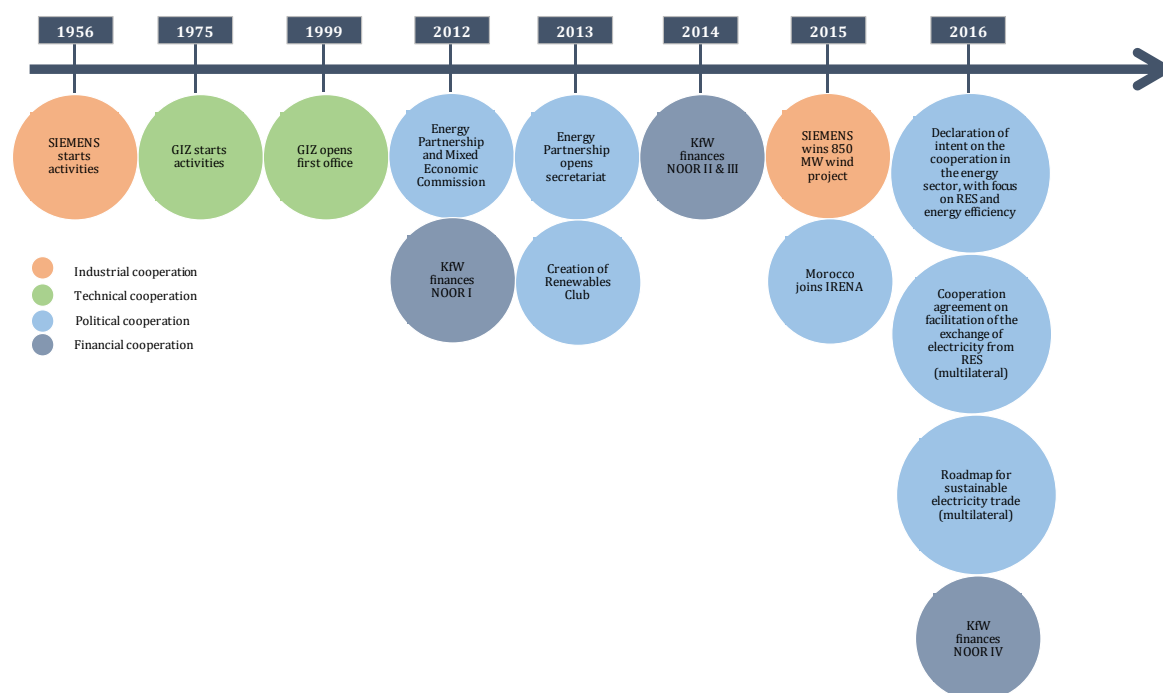 1956
1975
1999
2012
2013
2014
2015
2016
SIEMENS
starts
activities
GIZ starts
activities
GIZ opens
first office
Energy
Partnership
and Mixed
Economic
Commission
Energy
Partnership
opens
secretariat
KfW
finances
NOOR II & III
SIEMENS
wins 850
MW wind
project
Declaration of
intent on the
cooperation in
the energy
sector, with focus
on RES and
energy efficiency
KfW
finances
NOOR I
Creation of
Renewables
Club
Morocco
joins IRENA
Cooperation
agreement on
facilitation of the
exchange of
electricity from
RES
(multilateral)
Roadmap for
sustainable
electricity trade
(multilateral)
KfW
finances
NOOR IV
Industrial cooperation
Technical cooperation
Political cooperation
Financial cooperation